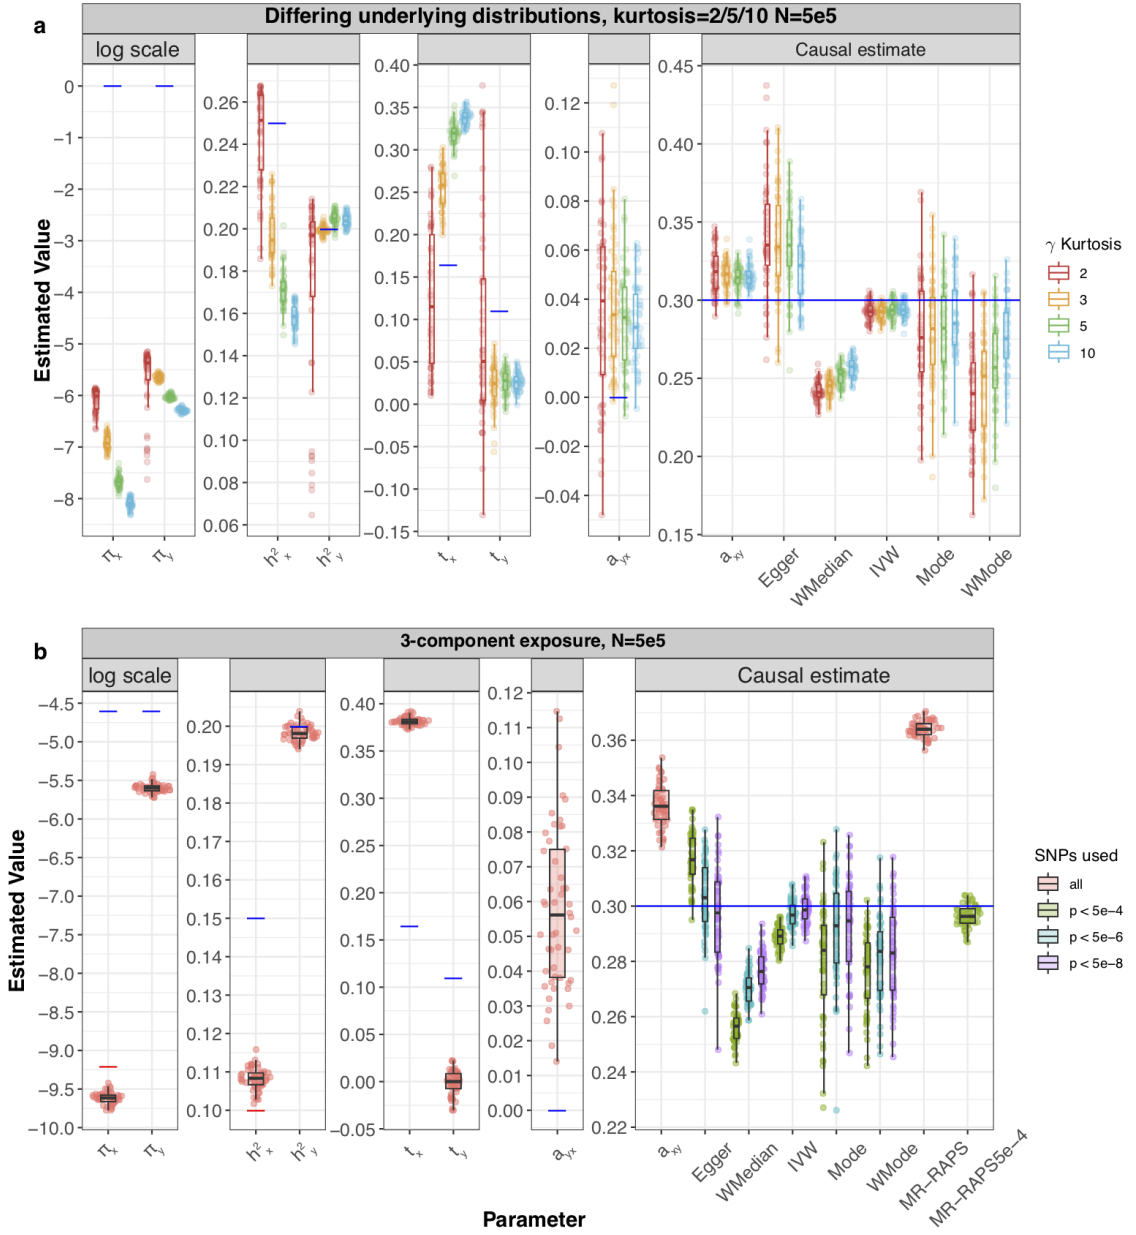 a
Differing underlying distributions, kurtosis=2/5/10 N=5e5
log scale
Causal estimate
Estimated Value
0
−1
−2
−3
−4
−5
−6
−7
−8
0.26
0.24
0.22
0.20
0.18
0.16
0.14
0.12
0.10
0.08
0.06
0.40
0.35
0.30
0.25
0.20
0.15
0.10
0.05
0.00
−0.05
−0.10
−0.15
0.12
0.10
0.08
0.06
0.04
0.02
0.00
−0.02
−0.04
0.45
0.40
0.35
0.30
0.25
0.20
0.15
πx
πy
h²x
h²y
tx
ty
ayx
axy
Egger
WMedian
IVW
Mode
WMode
γ Kurtosis
2
3
5
10
b
3-component exposure, N=5e5
log scale
Causal estimate
Estimated Value
−4.5
−5.0
−5.5
−6.0
−6.5
−7.0
−7.5
−8.0
−8.5
−9.0
−9.5
−10.0
0.20
0.19
0.18
0.17
0.16
0.15
0.14
0.13
0.12
0.11
0.10
0.40
0.35
0.30
0.25
0.20
0.15
0.10
0.05
0.00
−0.05
0.12
0.11
0.10
0.09
0.08
0.07
0.06
0.05
0.04
0.03
0.02
0.01
0.00
0.36
0.34
0.32
0.30
0.28
0.26
0.24
0.22
πx
πy
h²x
h²y
tx
ty
ayx
axy
Egger
WMedian
IVW
Mode
WMode
MR−RAPS
MR−RAPS5e−4
SNPs used
all
p < 5e−4
p < 5e−6
p < 5e−8
Parameter